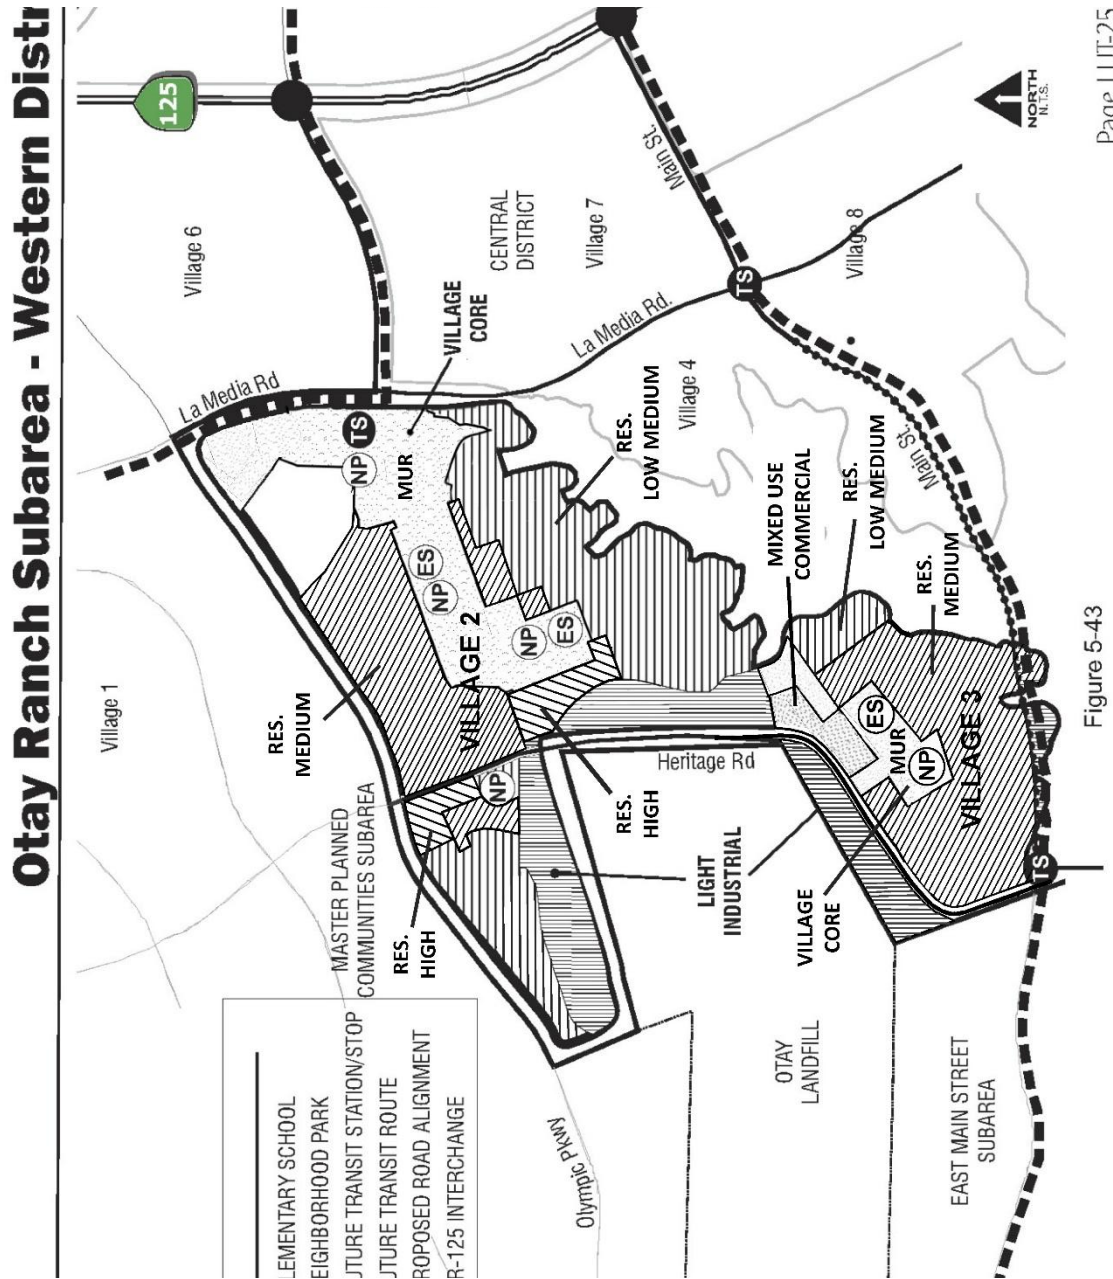 Otay Ranch Subarea - Western Distr
125
Village 6
Village 1
La Media Rd
CENTRAL
DISTRICT
Village 7
Main St.
NORTH
N.T.S.
VILLAGE
CORE
La Media Rd.
TS
Village 8
TS
NP
MUR
RES.
LOW MEDIUM
Village 4
ES
NP
MIXED USE
COMMERCIAL
RES.
LOW MEDIUM
Main St.
RES.
MEDIUM
NP
ES
VILLAGE 2
RES.
MEDIUM
NP
RES.
HIGH
Heritage Rd
ES
MUR
NP
VILLAGE 3
TS
MASTER PLANNED
COMMUNITIES SUBAREA
RES.
HIGH
LIGHT
INDUSTRIAL
VILLAGE
CORE
Olympic Pkwy
OTAY
LANDFILL
EAST MAIN STREET
SUBAREA
LEMENTARY SCHOOL
EIGHBORHOOD PARK
UTURE TRANSIT STATION/STOP
UTURE TRANSIT ROUTE
ROPOSED ROAD ALIGNMENT
R-125 INTERCHANGE
Figure 5-43